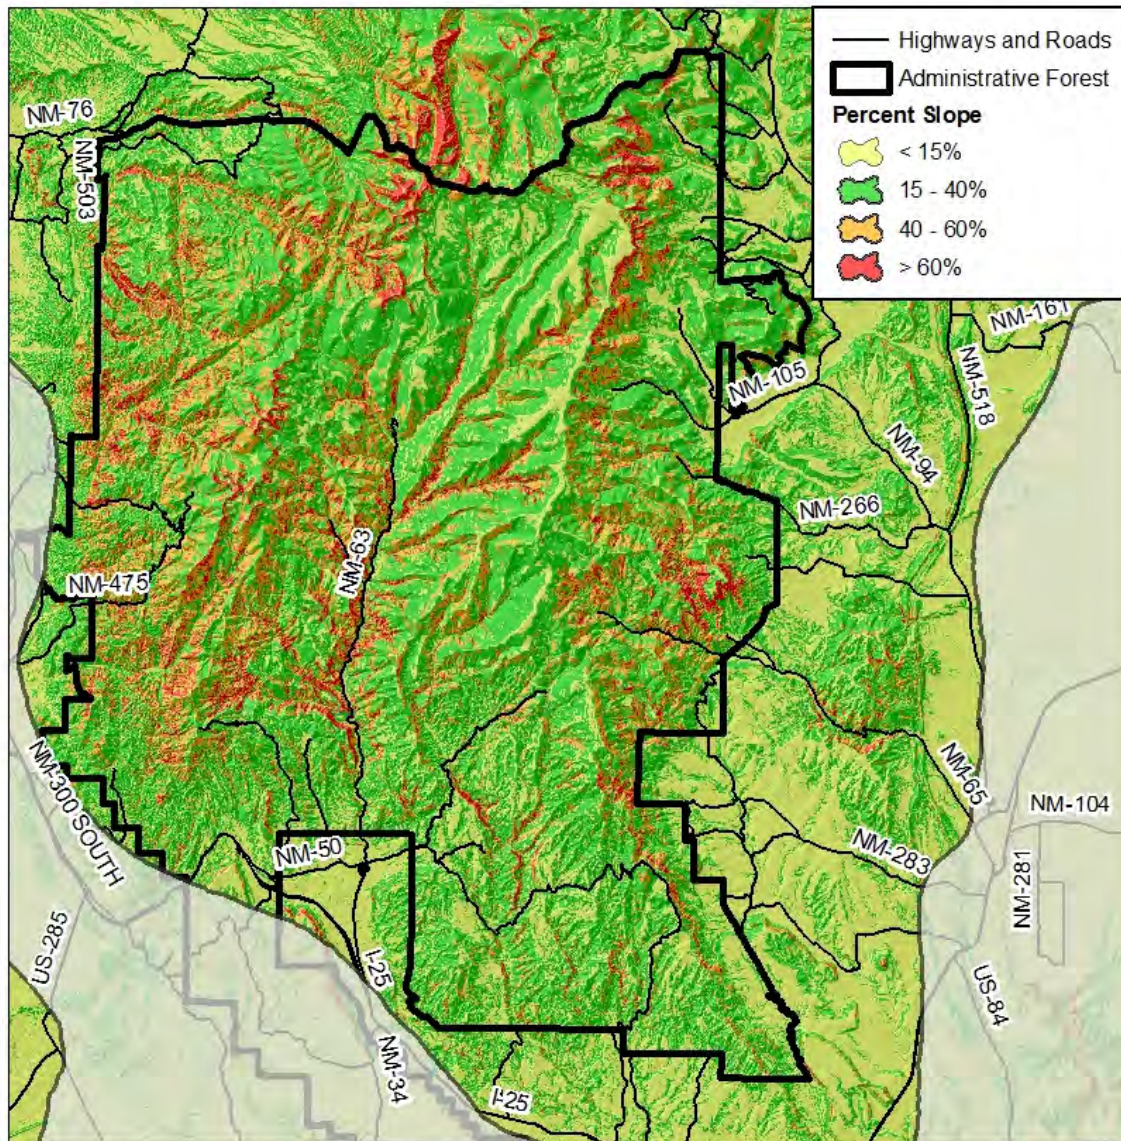 Highways and Roads
Administrative Forest
Percent Slope
< 15%
15 - 40%
40 - 60%
> 60%
NM-76
NM-503
NM-161
NM-518
NM-105
NM-94
NM-266
NM-63
NM-475
NM-65
NM-104
NM-300 SOUTH
NM-50
NM-283
NM-281
US-285
I-25
US-84
NM-34
I-25